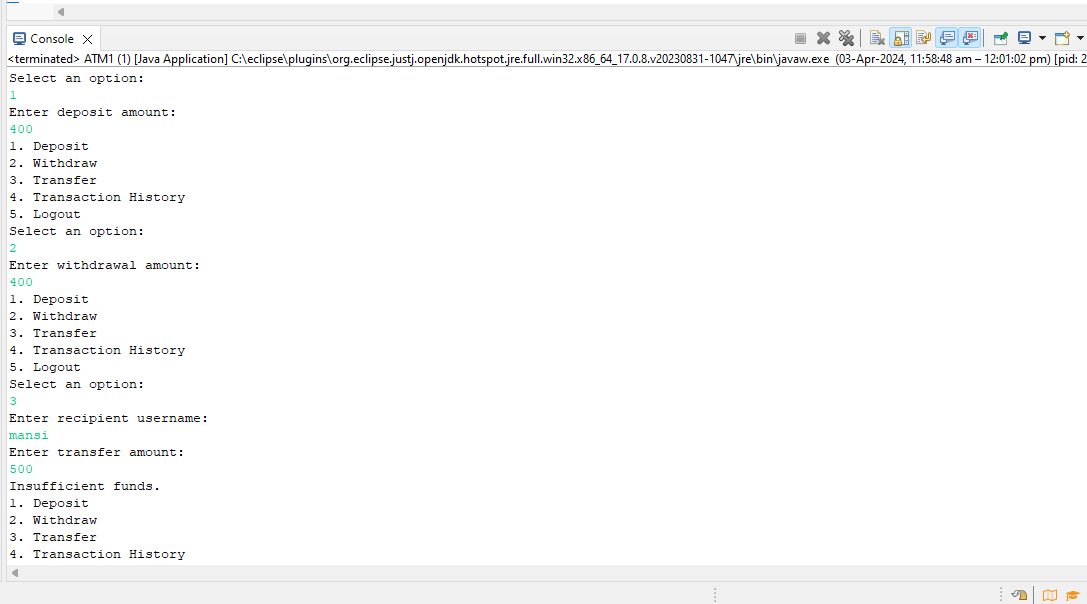 Console
<terminated> ATM1 (1) [Java Application] C:\eclipse\plugins\org.eclipse.justj.openjdk.hotspot.jre.full.win32.x86_64_17.0.8.v20230831-1047\jre\bin\javaw.exe (03-Apr-2024, 11:58:48 am – 12:01:02 pm) [pid: 2
Select an option:
1
Enter deposit amount:
400
1. Deposit
2. Withdraw
3. Transfer
4. Transaction History
5. Logout
Select an option:
2
Enter withdrawal amount:
400
1. Deposit
2. Withdraw
3. Transfer
4. Transaction History
5. Logout
Select an option:
3
Enter recipient username:
mansi
Enter transfer amount:
500
Insufficient funds.
1. Deposit
2. Withdraw
3. Transfer
4. Transaction History